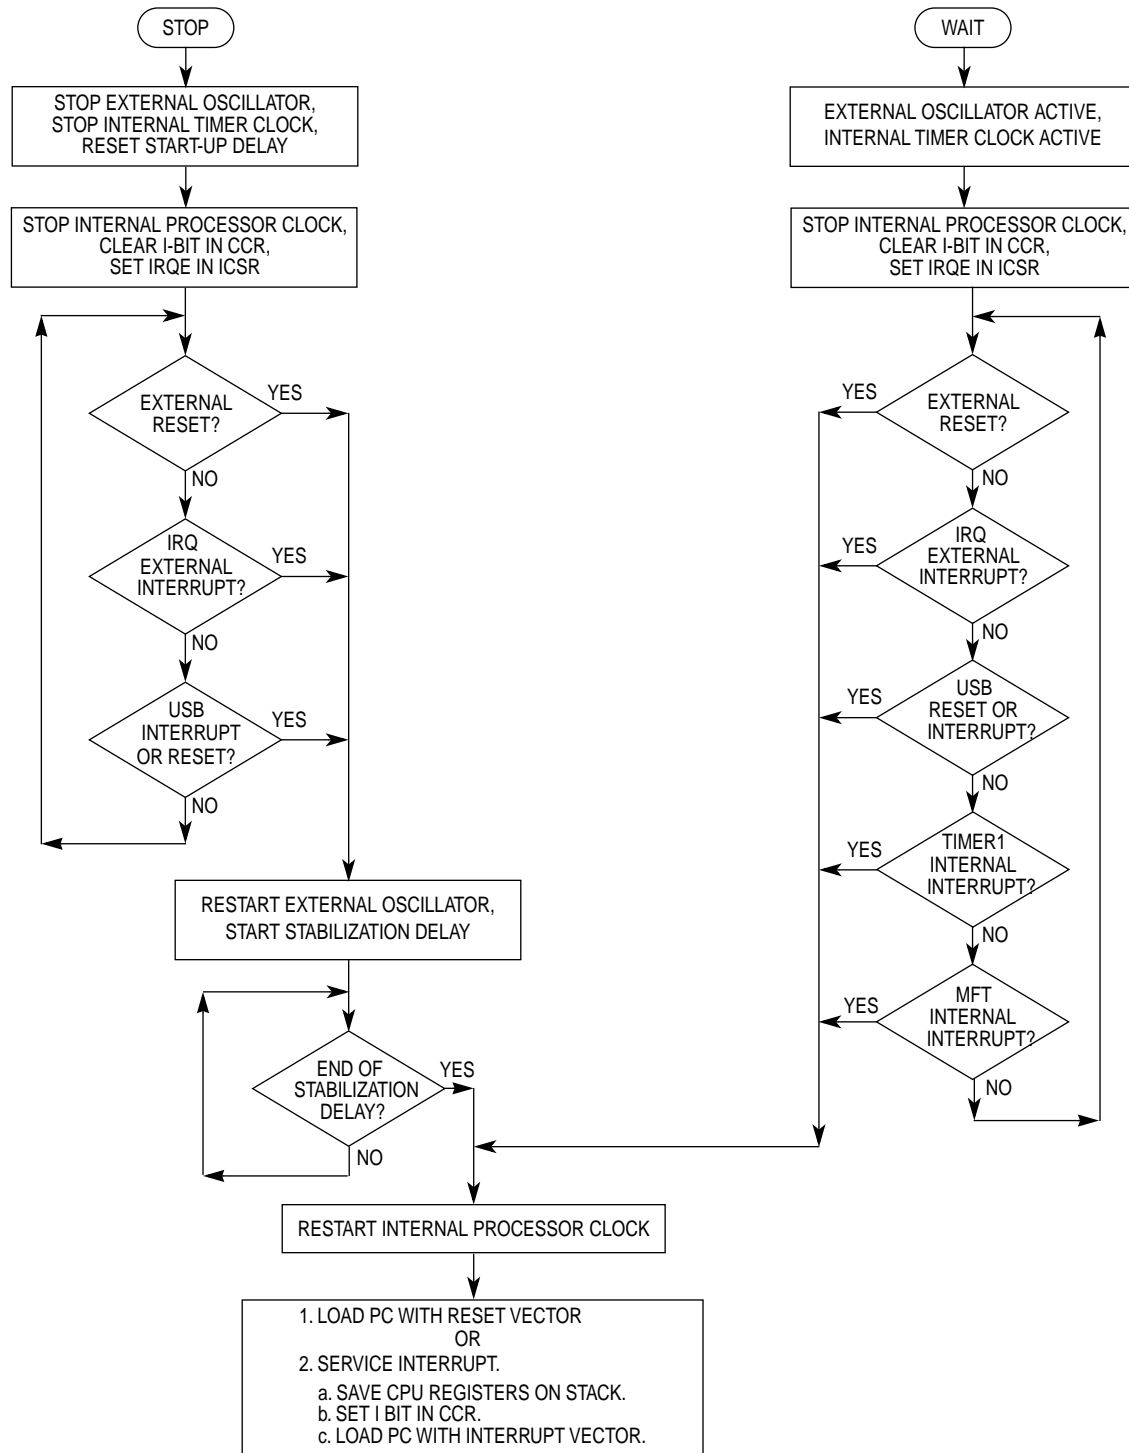 STOP
STOP EXTERNAL OSCILLATOR,
STOP INTERNAL TIMER CLOCK,
RESET START-UP DELAY
STOP INTERNAL PROCESSOR CLOCK,
CLEAR I-BIT IN CCR,
SET IRQE IN ICSR
EXTERNAL
RESET?
YES
NO
IRQ
EXTERNAL
INTERRUPT?
YES
NO
USB
INTERRUPT
OR RESET?
YES
NO
RESTART EXTERNAL OSCILLATOR,
START STABILIZATION DELAY
END OF
STABILIZATION
DELAY?
YES
NO
WAIT
EXTERNAL OSCILLATOR ACTIVE,
INTERNAL TIMER CLOCK ACTIVE
STOP INTERNAL PROCESSOR CLOCK,
CLEAR I-BIT IN CCR,
SET IRQE IN ICSR
EXTERNAL
RESET?
YES
NO
IRQ
EXTERNAL
INTERRUPT?
YES
NO
USB
RESET OR
INTERRUPT?
YES
NO
TIMER1
INTERNAL
INTERRUPT?
YES
NO
MFT
INTERNAL
INTERRUPT?
YES
NO
RESTART INTERNAL PROCESSOR CLOCK
1. LOAD PC WITH RESET VECTOR
OR
2. SERVICE INTERRUPT.
a. SAVE CPU REGISTERS ON STACK.
b. SET I BIT IN CCR.
c. LOAD PC WITH INTERRUPT VECTOR.